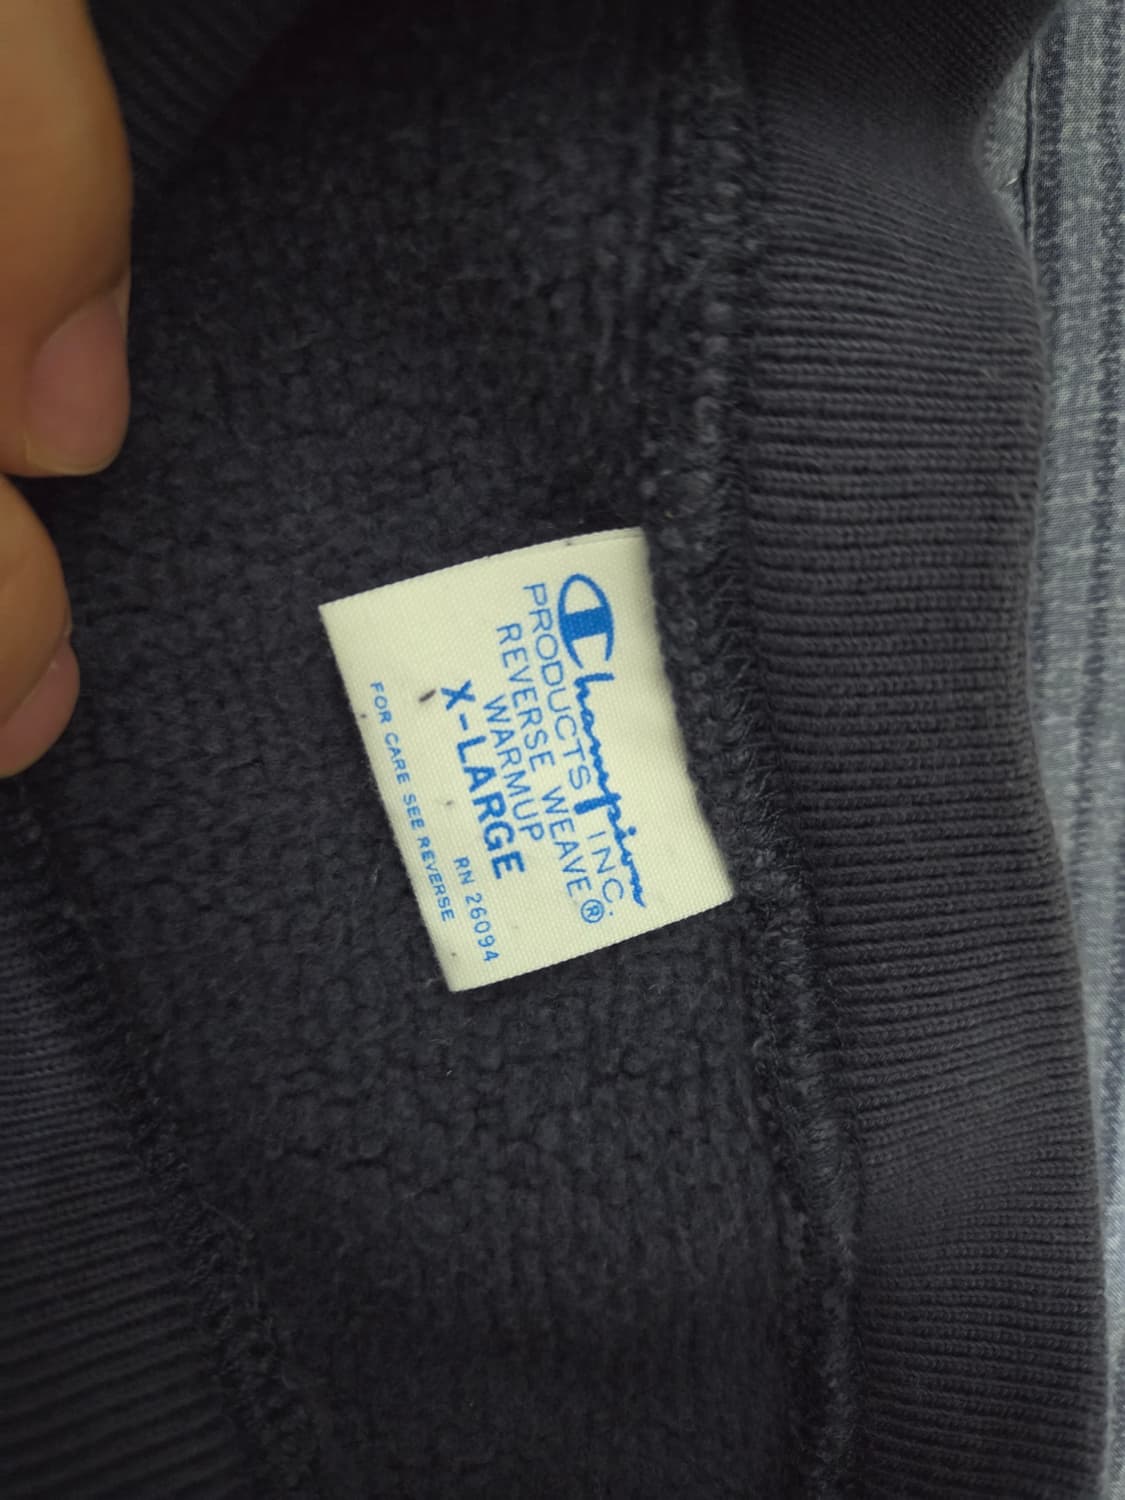 Champion
PRODUCTS INC.
REVERSE WEAVE®
WARMUP
X-LARGE
RN 26094
FOR CARE SEE REVERSE